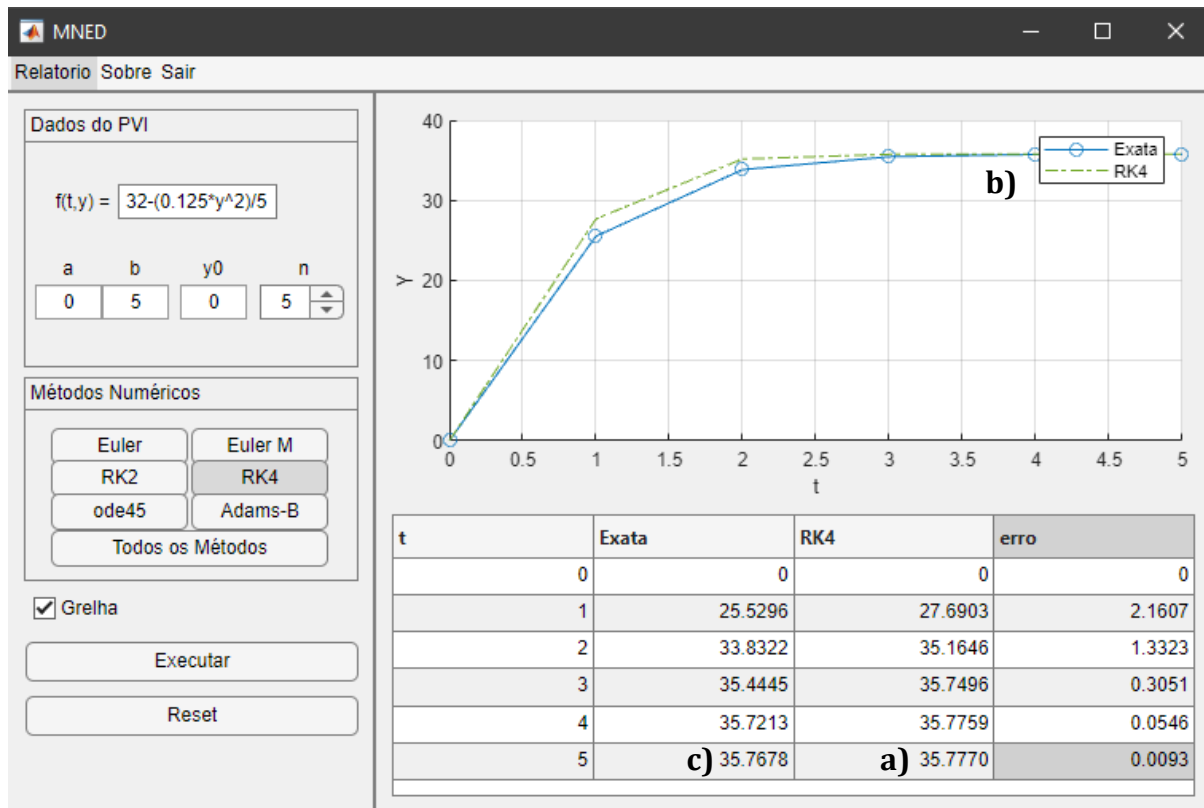 MNED
Relatorio Sobre Sair
Dados do PVI
f(t,y) = 32-(0.125*y^2)/5
a b y0 n
0 5 0 5
Métodos Numéricos
Euler Euler M
RK2 RK4
ode45 Adams-B
Todos os Métodos
Grelha
Executar
Reset
40
30
20
10
0
Y
0 0.5 1 1.5 2 2.5 3 3.5 4 4.5 5
t
Exata
RK4
b)
t Exata RK4 erro
0 0 0 0
1 25.5296 27.6903 2.1607
2 33.8322 35.1646 1.3323
3 35.4445 35.7496 0.3051
4 35.7213 35.7759 0.0546
5 c) 35.7678 a) 35.7770 0.0093